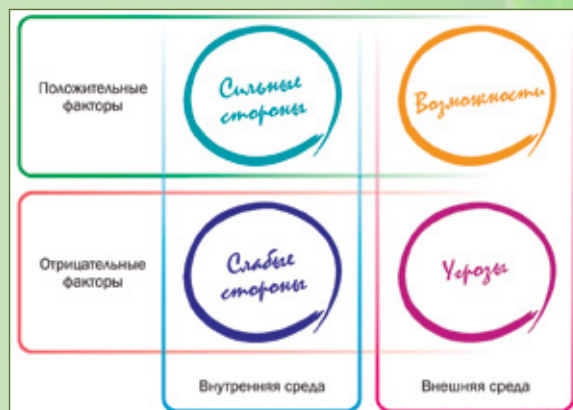 Положительные
факторы
Сильные
стороны
Возможности
Отрицательные
факторы
Слабые
стороны
Угрозы
Внутренняя среда
Внешняя среда